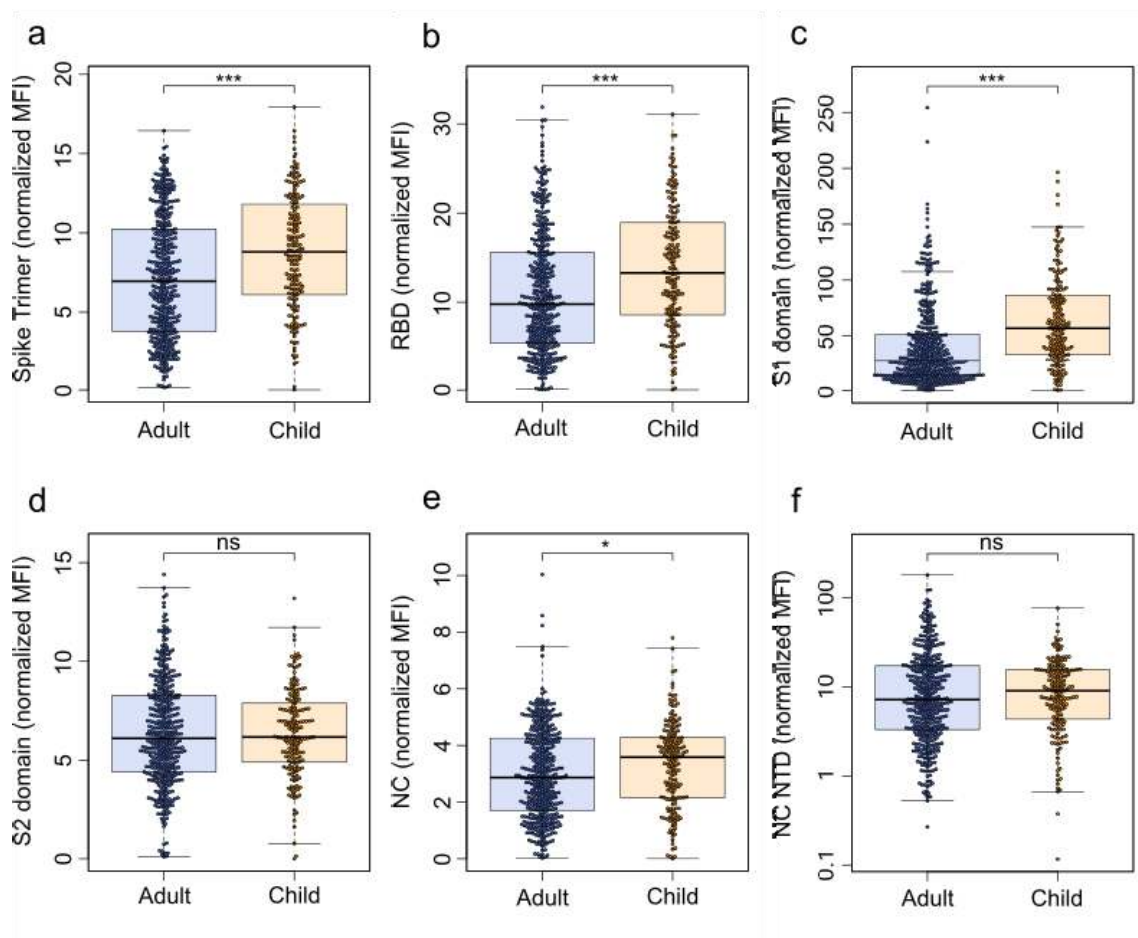 a
b
c
Spike Trimer (normalized MFI)
20
15
10
5
0
***
Adult
Child
RBD (normalized MFI)
30
20
10
0
***
Adult
Child
S1 domain (normalized MFI)
250
200
150
100
50
0
***
Adult
Child
d
e
f
S2 domain (normalized MFI)
15
10
5
0
ns
Adult
Child
NC (normalized MFI)
10
8
6
4
2
0
*
Adult
Child
NC NTD (normalized MFI)
100
10
1
0.1
ns
Adult
Child